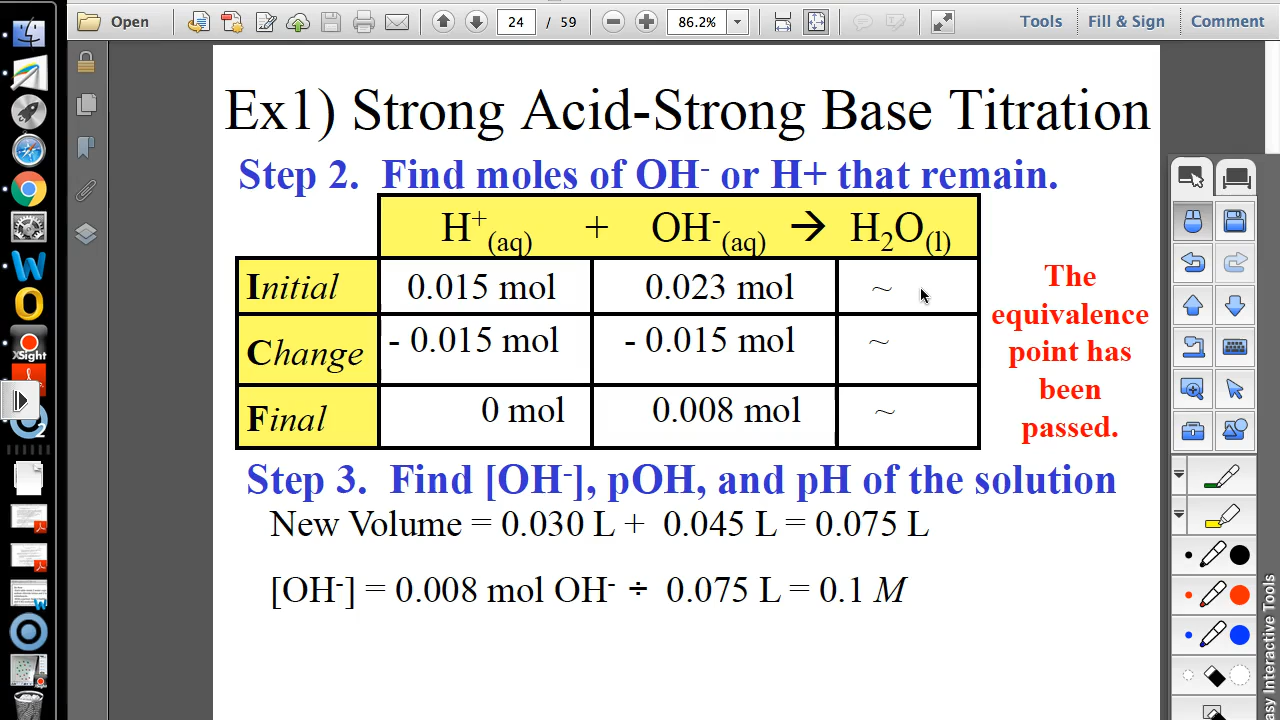 Open
24 / 59
86.2%
Tools
Fill & Sign
Comment
Ex1) Strong Acid-Strong Base Titration
Step 2. Find moles of OH⁻ or H+ that remain.
H⁺(aq) + OH⁻(aq) → H₂O(l)
Initial 0.015 mol 0.023 mol ~
Change - 0.015 mol - 0.015 mol ~
Final 0 mol 0.008 mol ~
The
equivalence
point has
been
passed.
Step 3. Find [OH⁻], pOH, and pH of the solution
New Volume = 0.030 L + 0.045 L = 0.075 L
[OH⁻] = 0.008 mol OH⁻ ÷ 0.075 L = 0.1 M
XSight
esy Interactive Tools